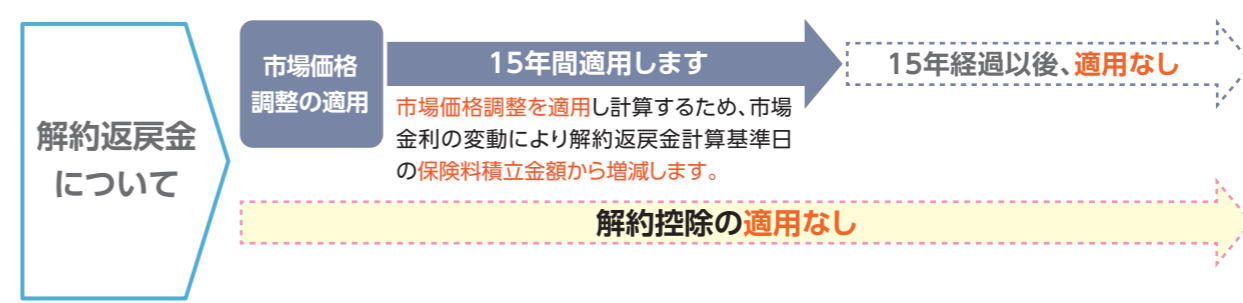 解約返戻金
について
市場価格
調整の適用
15年間適用します
市場価格調整を適用し計算するため、市場
金利の変動により解約返戻金計算基準日
の保険料積立金額から増減します。
15年経過以後、適用なし
解約控除の適用なし